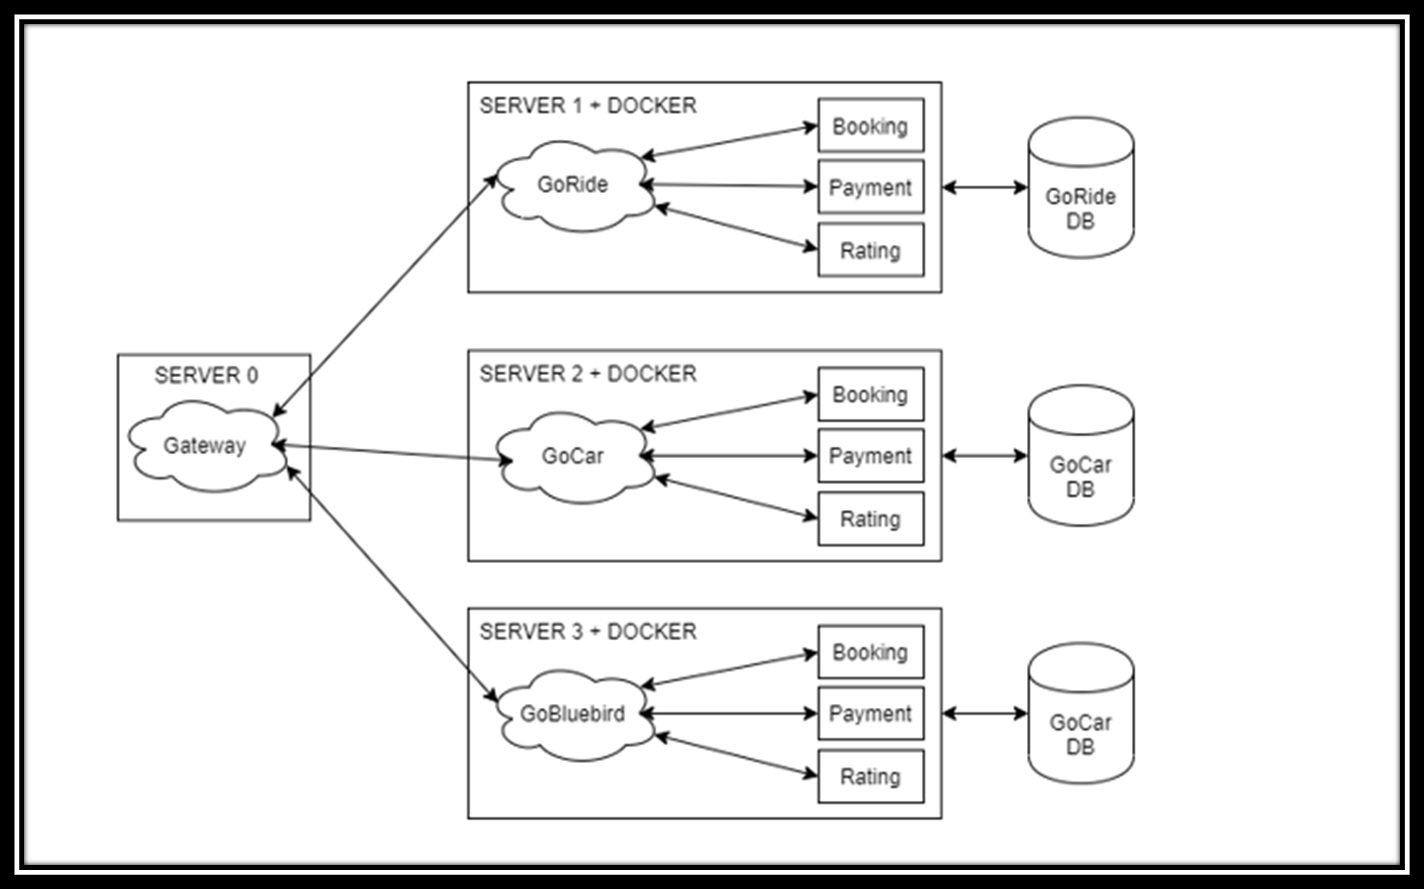 SERVER 0
Gateway
SERVER 1 + DOCKER
GoRide
Booking
Payment
Rating
GoRide
DB
SERVER 2 + DOCKER
GoCar
Booking
Payment
Rating
GoCar
DB
SERVER 3 + DOCKER
GoBluebird
Booking
Payment
Rating
GoCar
DB